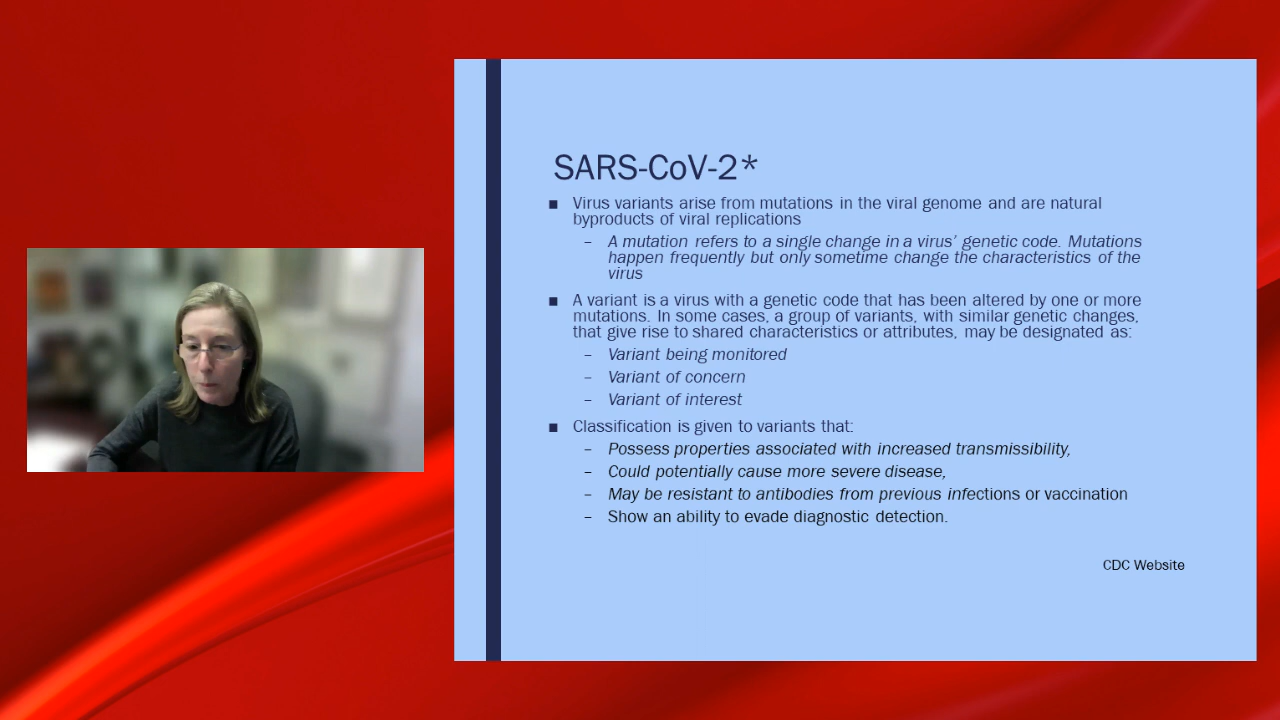 SARS-CoV-2*
■ Virus variants arise from mutations in the viral genome and are natural
byproducts of viral replications
– A mutation refers to a single change in a virus’ genetic code. Mutations
happen frequently but only sometime change the characteristics of the
virus
■ A variant is a virus with a genetic code that has been altered by one or more
mutations. In some cases, a group of variants, with similar genetic changes,
that give rise to shared characteristics or attributes, may be designated as:
– Variant being monitored
– Variant of concern
– Variant of interest
■ Classification is given to variants that:
– Possess properties associated with increased transmissibility,
– Could potentially cause more severe disease,
– May be resistant to antibodies from previous infections or vaccination
– Show an ability to evade diagnostic detection.
CDC Website